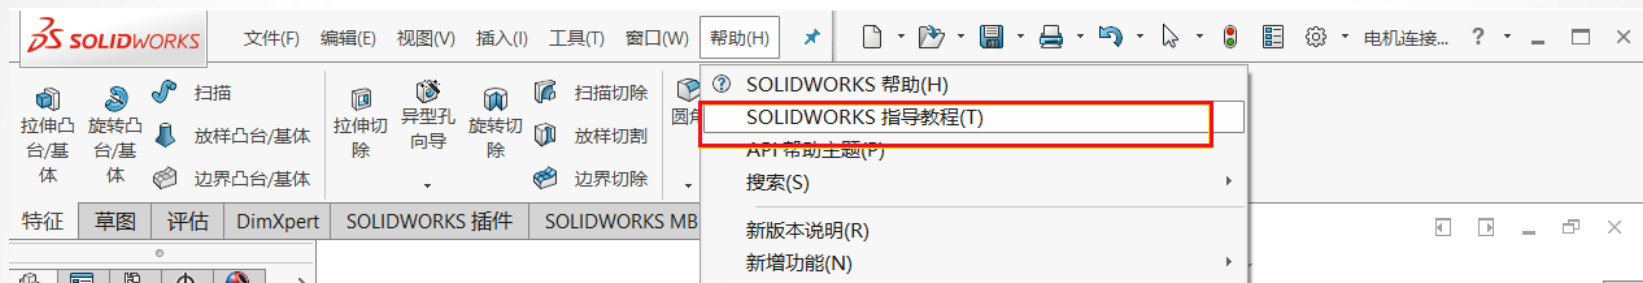 SOLIDWORKS 文件(F) 编辑(E) 视图(V) 插入(I) 工具(T) 窗口(W) 帮助(H) 电机连接... ?
SOLIDWORKS 帮助(H)
SOLIDWORKS 指导教程(T)
API 帮助主题(P)
搜索(S)
新版本说明(R)
新增功能(N)
拉伸凸台/基体
旋转凸台/基体
扫描
放样凸台/基体
边界凸台/基体
拉伸切除
异型孔向导
旋转切除
扫描切除
放样切割
边界切除
圆角
特征 草图 评估 DimXpert SOLIDWORKS 插件 SOLIDWORKS MB